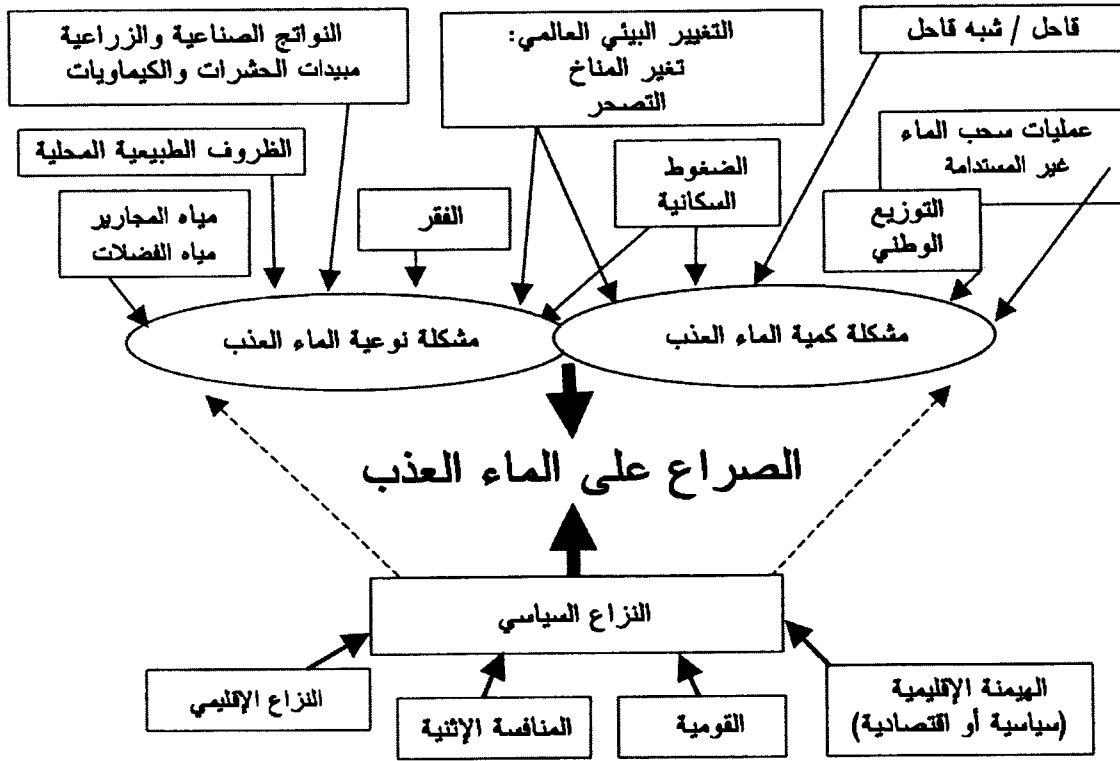 قاحل / شبه قاحل
التغيير البيئي العالمي:
تغير المناخ
التصحر
النواتج الصناعية والزراعية
مبيدات الحشرات والكيماويات
عمليات سحب الماء
غير المستدامة
التوزيع
الوطني
الضغوط
السكانية
الفقر
الظروف الطبيعية المحلية
مياه المجارير
مياه الفضلات
مشكلة كمية الماء العذب
مشكلة نوعية الماء العذب
الصراع على الماء العذب
النزاع السياسي
الهيمنة الإقليمية
(سياسية أو اقتصادية)
القومية
المنافسة الإثنية
النزاع الإقليمي